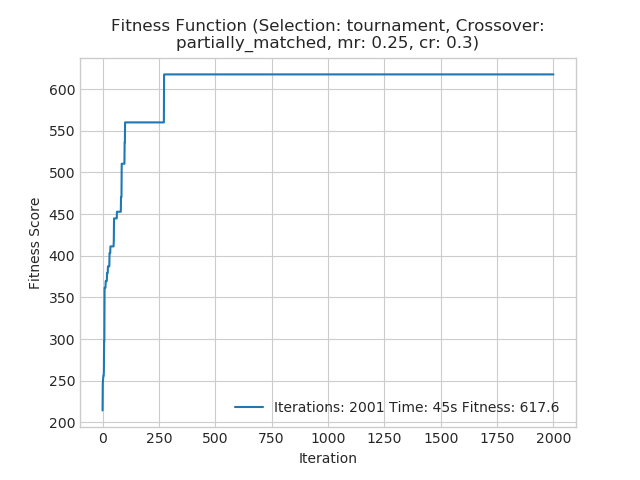 Fitness Function (Selection: tournament, Crossover:
partially_matched, mr: 0.25, cr: 0.3)
Fitness Score
600
550
500
450
400
350
300
250
200
Iterations: 2001 Time: 45s Fitness: 617.6
0 250 500 750 1000 1250 1500 1750 2000
Iteration